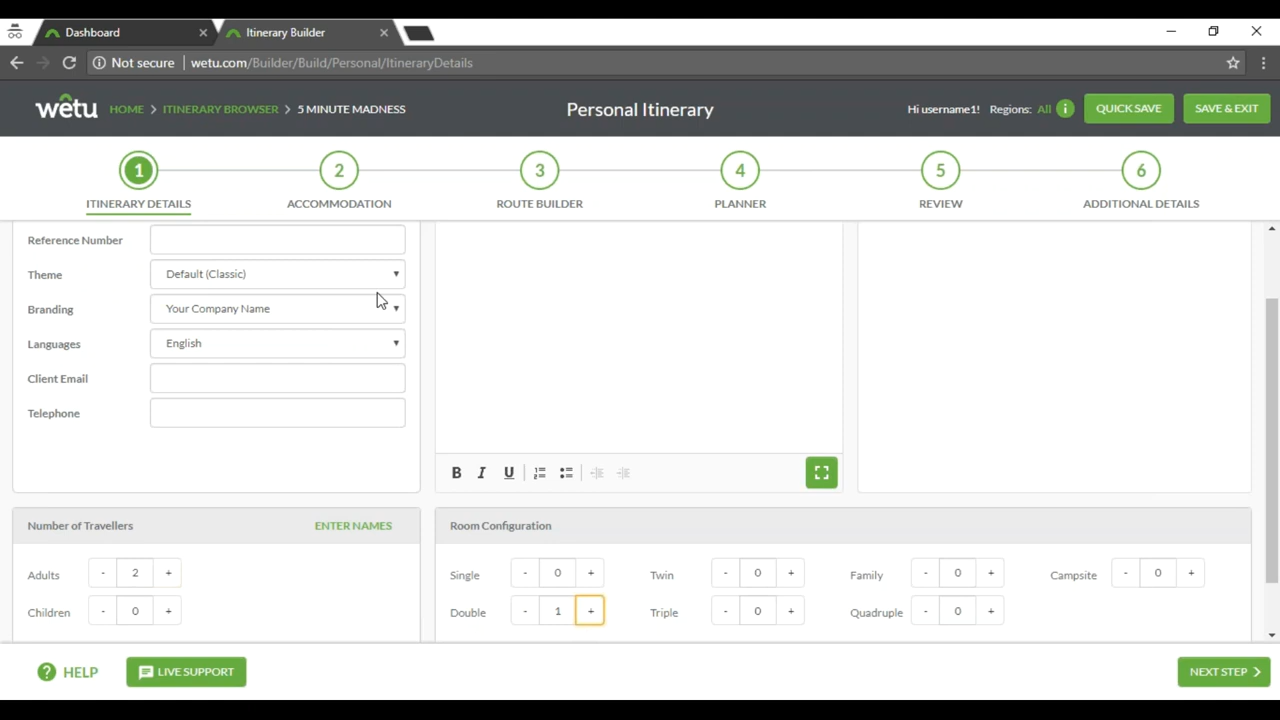 Dashboard
Itinerary Builder
Not secure
wetu.com/Builder/Build/Personal/ItineraryDetails
wetu HOME > ITINERARY BROWSER > 5 MINUTE MADNESS
Personal Itinerary
Hi username1! Regions: All i
QUICK SAVE
SAVE & EXIT
1 2 3 4 5 6
ITINERARY DETAILS ACCOMMODATION ROUTE BUILDER PLANNER REVIEW ADDITIONAL DETAILS
Reference Number
Theme Default (Classic)
Branding Your Company Name
Languages English
Client Email
Telephone
B I U
Number of Travellers ENTER NAMES
Adults - 2 +
Children - 0 +
Room Configuration
Single - 0 + Twin - 0 + Family - 0 + Campsite - 0 +
Double - 1 + Triple - 0 + Quadruple - 0 +
? HELP
LIVE SUPPORT
NEXT STEP >